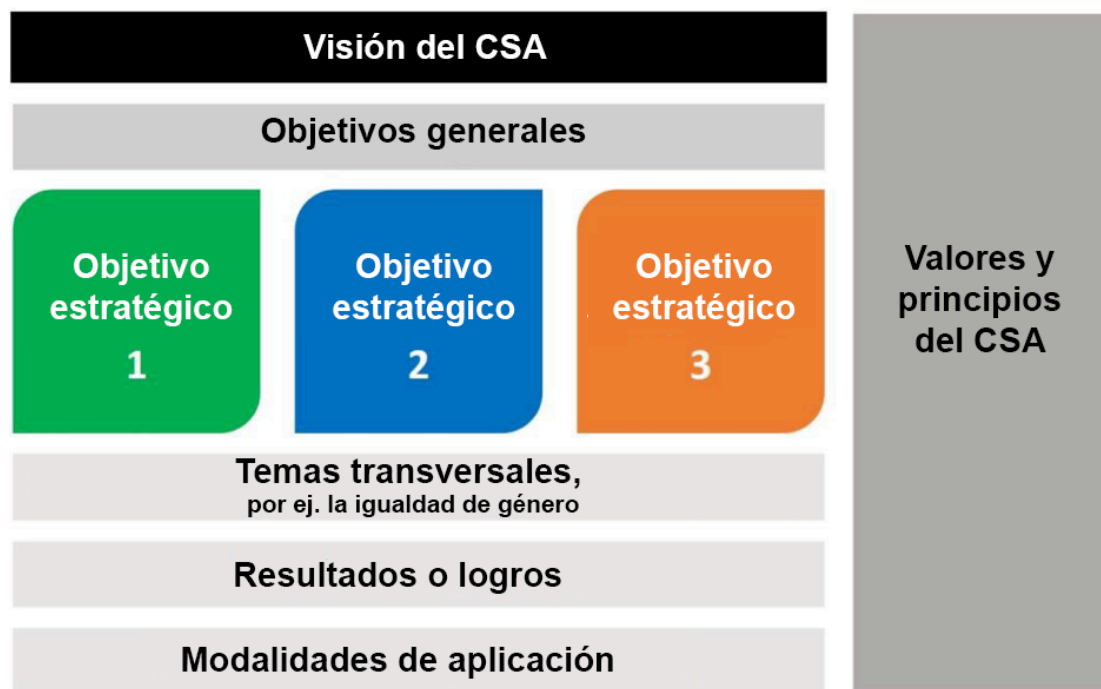 Visión del CSA
Objetivos generales
Objetivo
estratégico
1
Objetivo
estratégico
2
Objetivo
estratégico
3
Temas transversales,
por ej. la igualdad de género
Resultados o logros
Modalidades de aplicación
Valores y
principios
del CSA